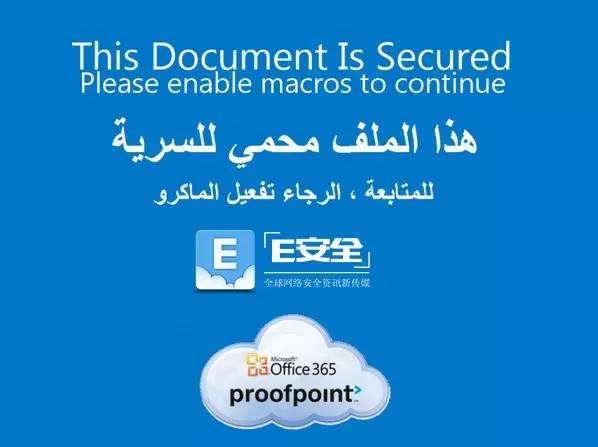 This Document Is Secured
Please enable macros to continue
هذا الملف محمي للسرية
للمتابعة ، الرجاء تفعيل الماكرو
E「E安全」
全球网络安全资讯新传媒
Microsoft
Office 365
proofpoint